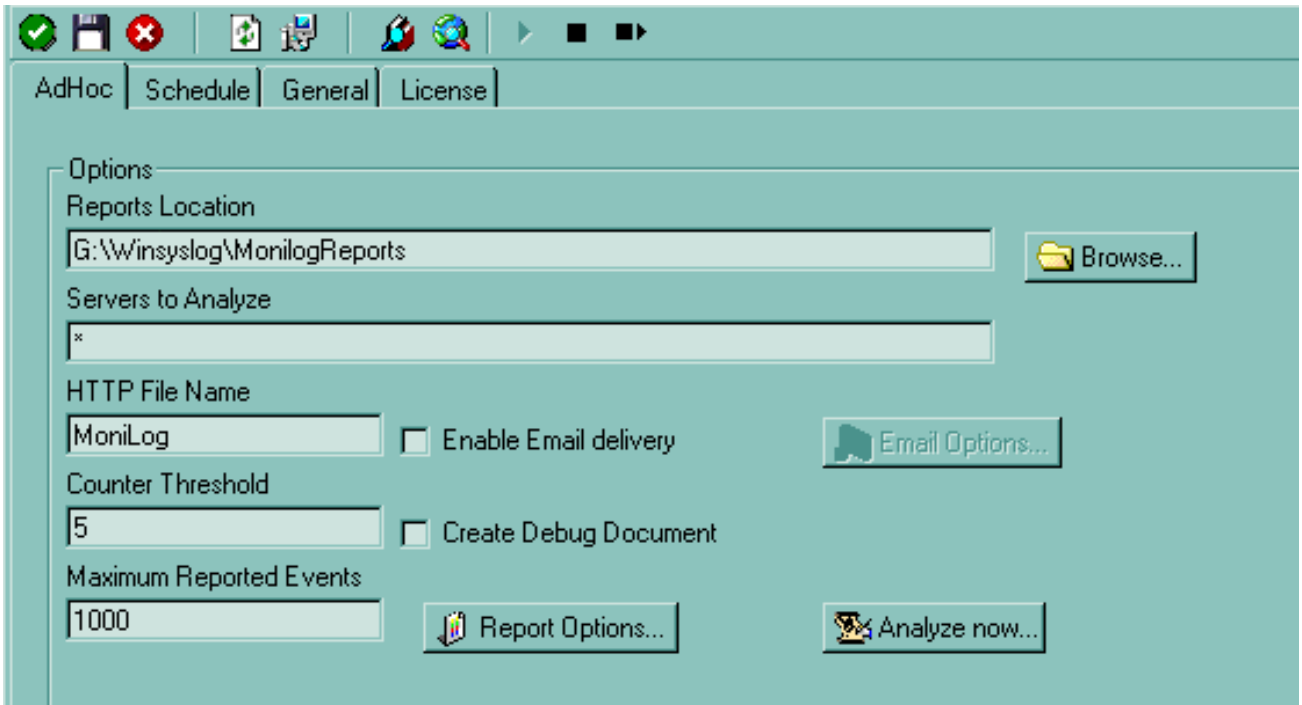 AdHoc Schedule General License
Options
Reports Location
G:\Winsyslog\MonilogReports
Browse...
Servers to Analyze
*
HTTP File Name
MoniLog
Enable Email delivery
Email Options...
Counter Threshold
5
Create Debug Document
Maximum Reported Events
1000
Report Options...
Analyze now...